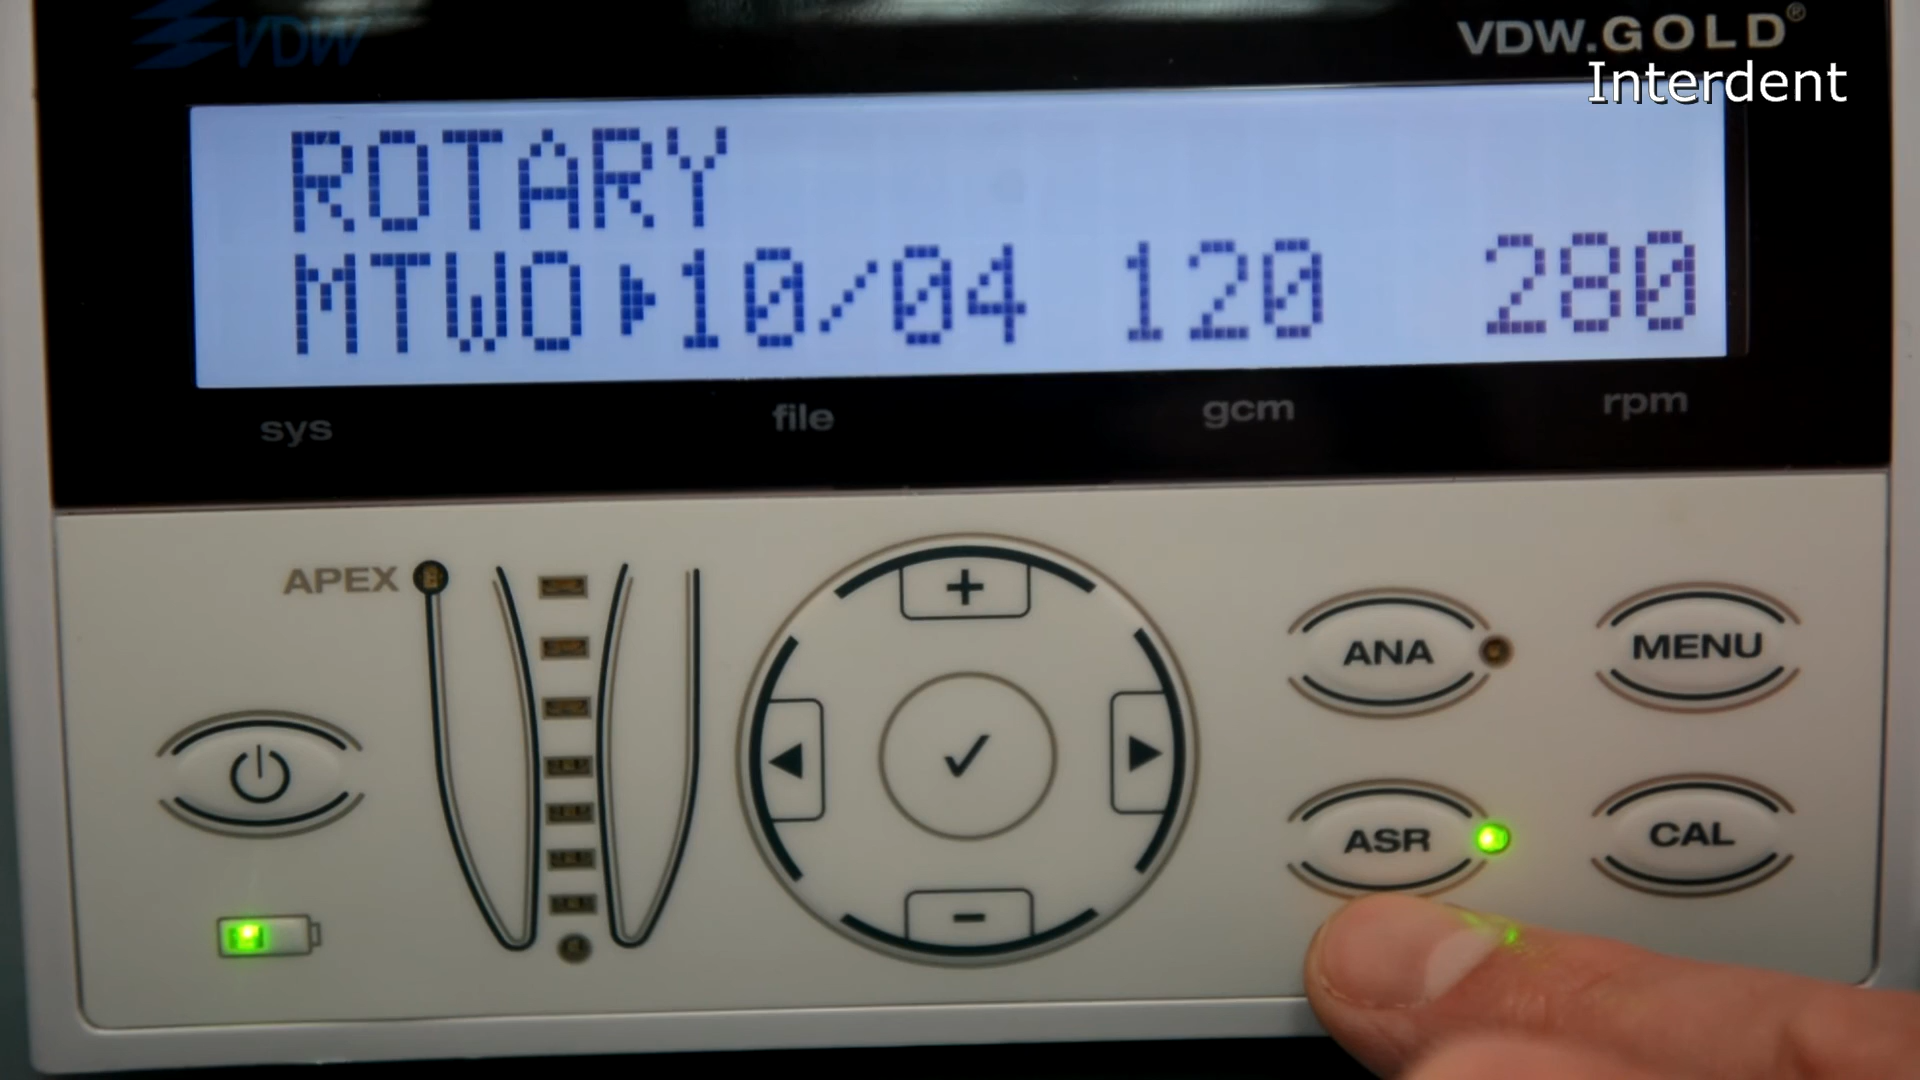 VDW
VDW.GOLD®
Interdent
ROTARY
MTWO▶10/04 120 280
sys file gcm rpm
APEX
+
ANA
MENU
✓
ASR
CAL
-